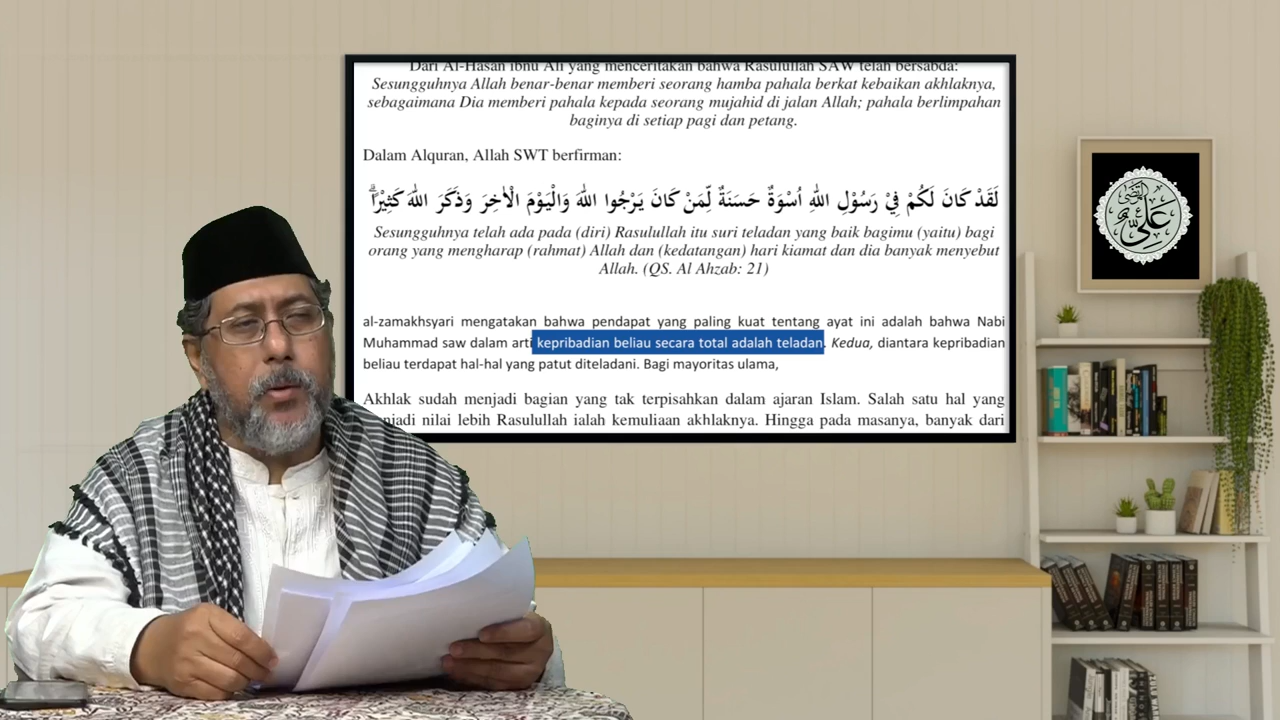 Dari Al-Hasan ibnu Ali yang menceritakan bahwa Rasulullah SAW telah bersabda:
Sesungguhnya Allah benar-benar memberi seorang hamba pahala berkat kebaikan akhlaknya,
sebagaimana Dia memberi pahala kepada seorang mujahid di jalan Allah; pahala berlimpahan
baginya di setiap pagi dan petang.
Dalam Alquran, Allah SWT berfirman:
لَقَدْ كَانَ لَكُمْ فِيْ رَسُوْلِ اللّٰهِ اُسْوَةٌ حَسَنَةٌ لِّمَنْ كَانَ يَرْجُوا اللّٰهَ وَالْيَوْمَ الْاٰخِرَ وَذَكَرَ اللّٰهَ كَثِيْرًاۗ
Sesungguhnya telah ada pada (diri) Rasulullah itu suri teladan yang baik bagimu (yaitu) bagi
orang yang mengharap (rahmat) Allah dan (kedatangan) hari kiamat dan dia banyak menyebut
Allah. (QS. Al Ahzab: 21)
al-zamakhsyari mengatakan bahwa pendapat yang paling kuat tentang ayat ini adalah bahwa Nabi
Muhammad saw dalam arti kepribadian beliau secara total adalah teladan. Kedua, diantara kepribadian
beliau terdapat hal-hal yang patut diteladani. Bagi mayoritas ulama,
Akhlak sudah menjadi bagian yang tak terpisahkan dalam ajaran Islam. Salah satu hal yang
menjadi nilai lebih Rasulullah ialah kemuliaan akhlaknya. Hingga pada masanya, banyak dari
علي